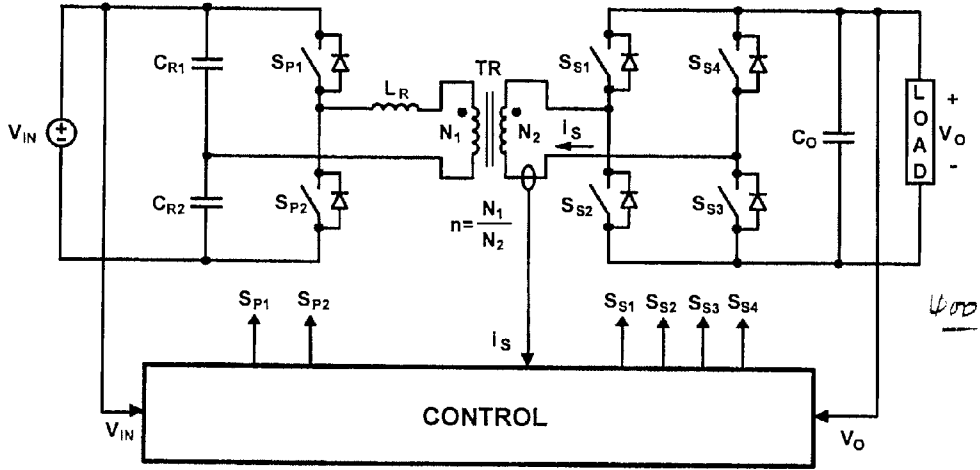 C_R1
S_P1
L_R
TR
S_S1
S_S4
V_IN
N_1
N_2
i_S
C_O
LOAD
+
V_O
-
C_R2
S_P2
n=N_1/N_2
S_S2
S_S3
S_P1 S_P2
i_S
S_S1 S_S2 S_S3 S_S4
CONTROL
V_IN
V_O